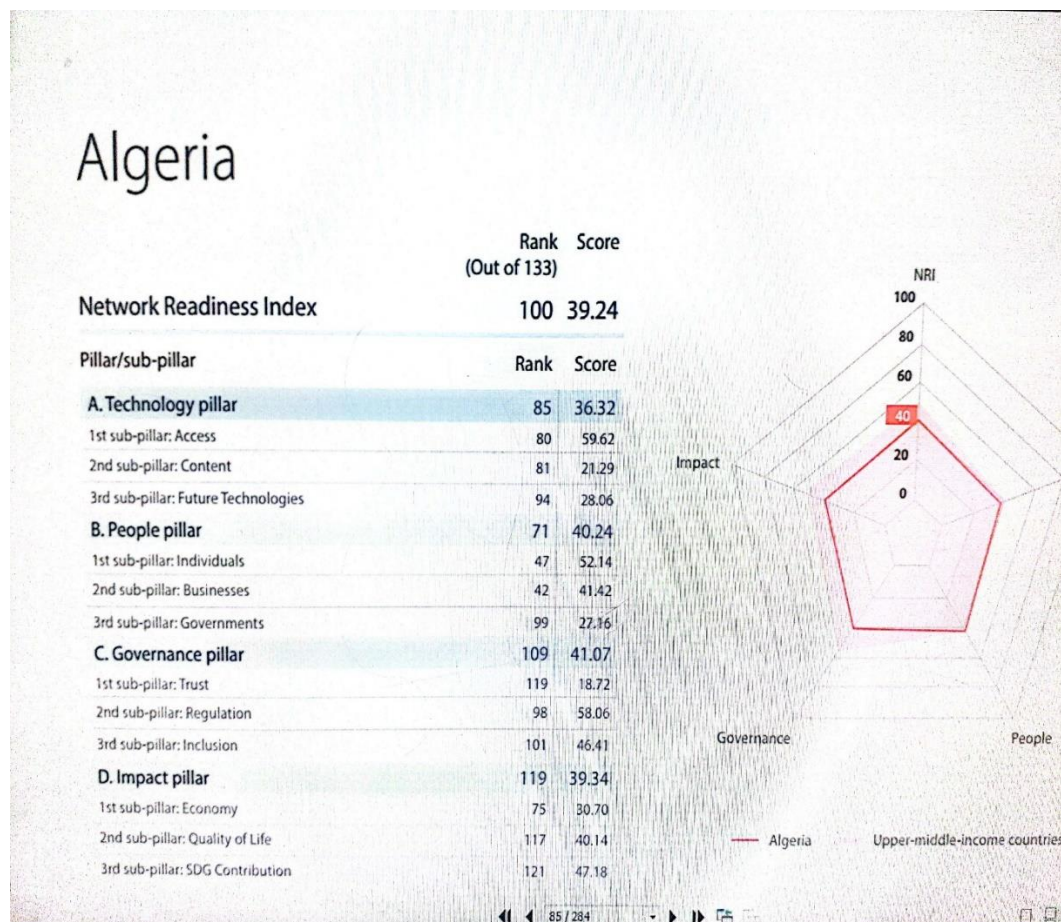 Algeria
Rank Score
(Out of 133)
Network Readiness Index 100 39.24
Pillar/sub-pillar Rank Score
A. Technology pillar 85 36.32
1st sub-pillar: Access 80 59.62
2nd sub-pillar: Content 81 21.29
3rd sub-pillar: Future Technologies 94 28.06
B. People pillar 71 40.24
1st sub-pillar: Individuals 47 52.14
2nd sub-pillar: Businesses 42 41.42
3rd sub-pillar: Governments 99 27.16
C. Governance pillar 109 41.07
1st sub-pillar: Trust 119 18.72
2nd sub-pillar: Regulation 98 58.06
3rd sub-pillar: Inclusion 101 46.41
D. Impact pillar 119 39.34
1st sub-pillar: Economy 75 30.70
2nd sub-pillar: Quality of Life 117 40.14
3rd sub-pillar: SDG Contribution 121 47.18
NRI
100
80
60
40
20
0
Impact
Governance People
Algeria Upper-middle-income countries
85 / 284